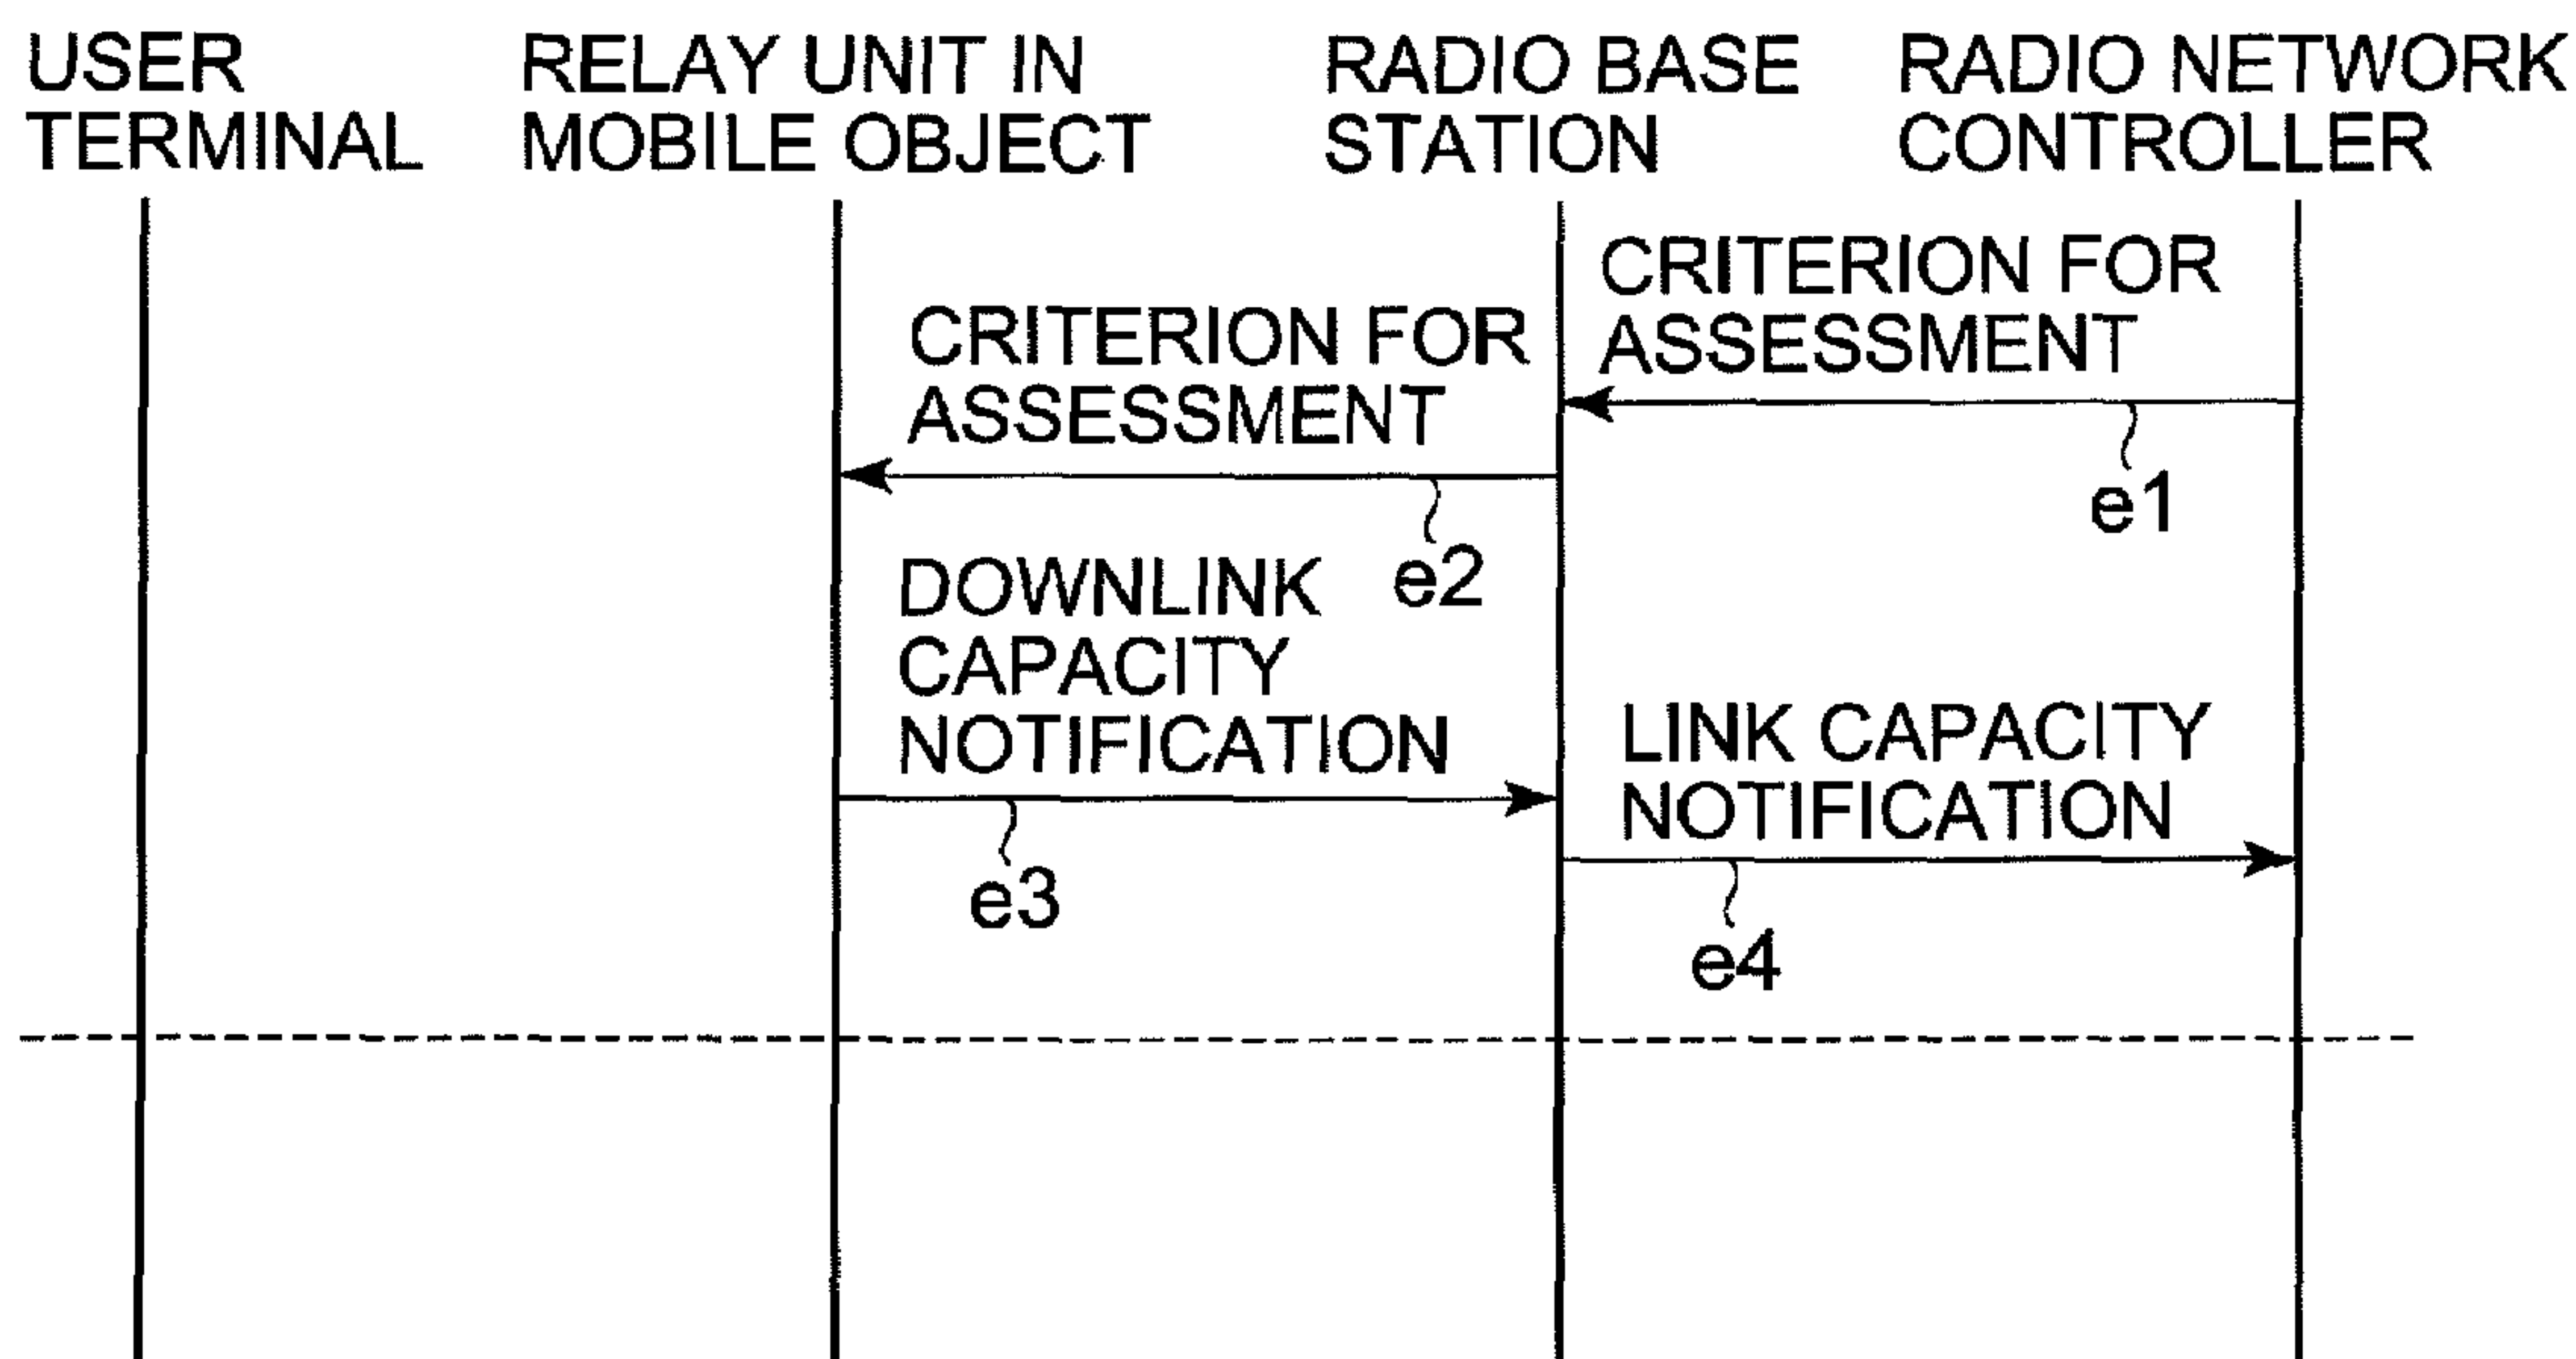 USER
TERMINAL
RELAY UNIT IN
MOBILE OBJECT
RADIO BASE
STATION
RADIO NETWORK
CONTROLLER
CRITERION FOR
ASSESSMENT
e1
CRITERION FOR
ASSESSMENT
e2
DOWNLINK
CAPACITY
NOTIFICATION
e3
LINK CAPACITY
NOTIFICATION
e4